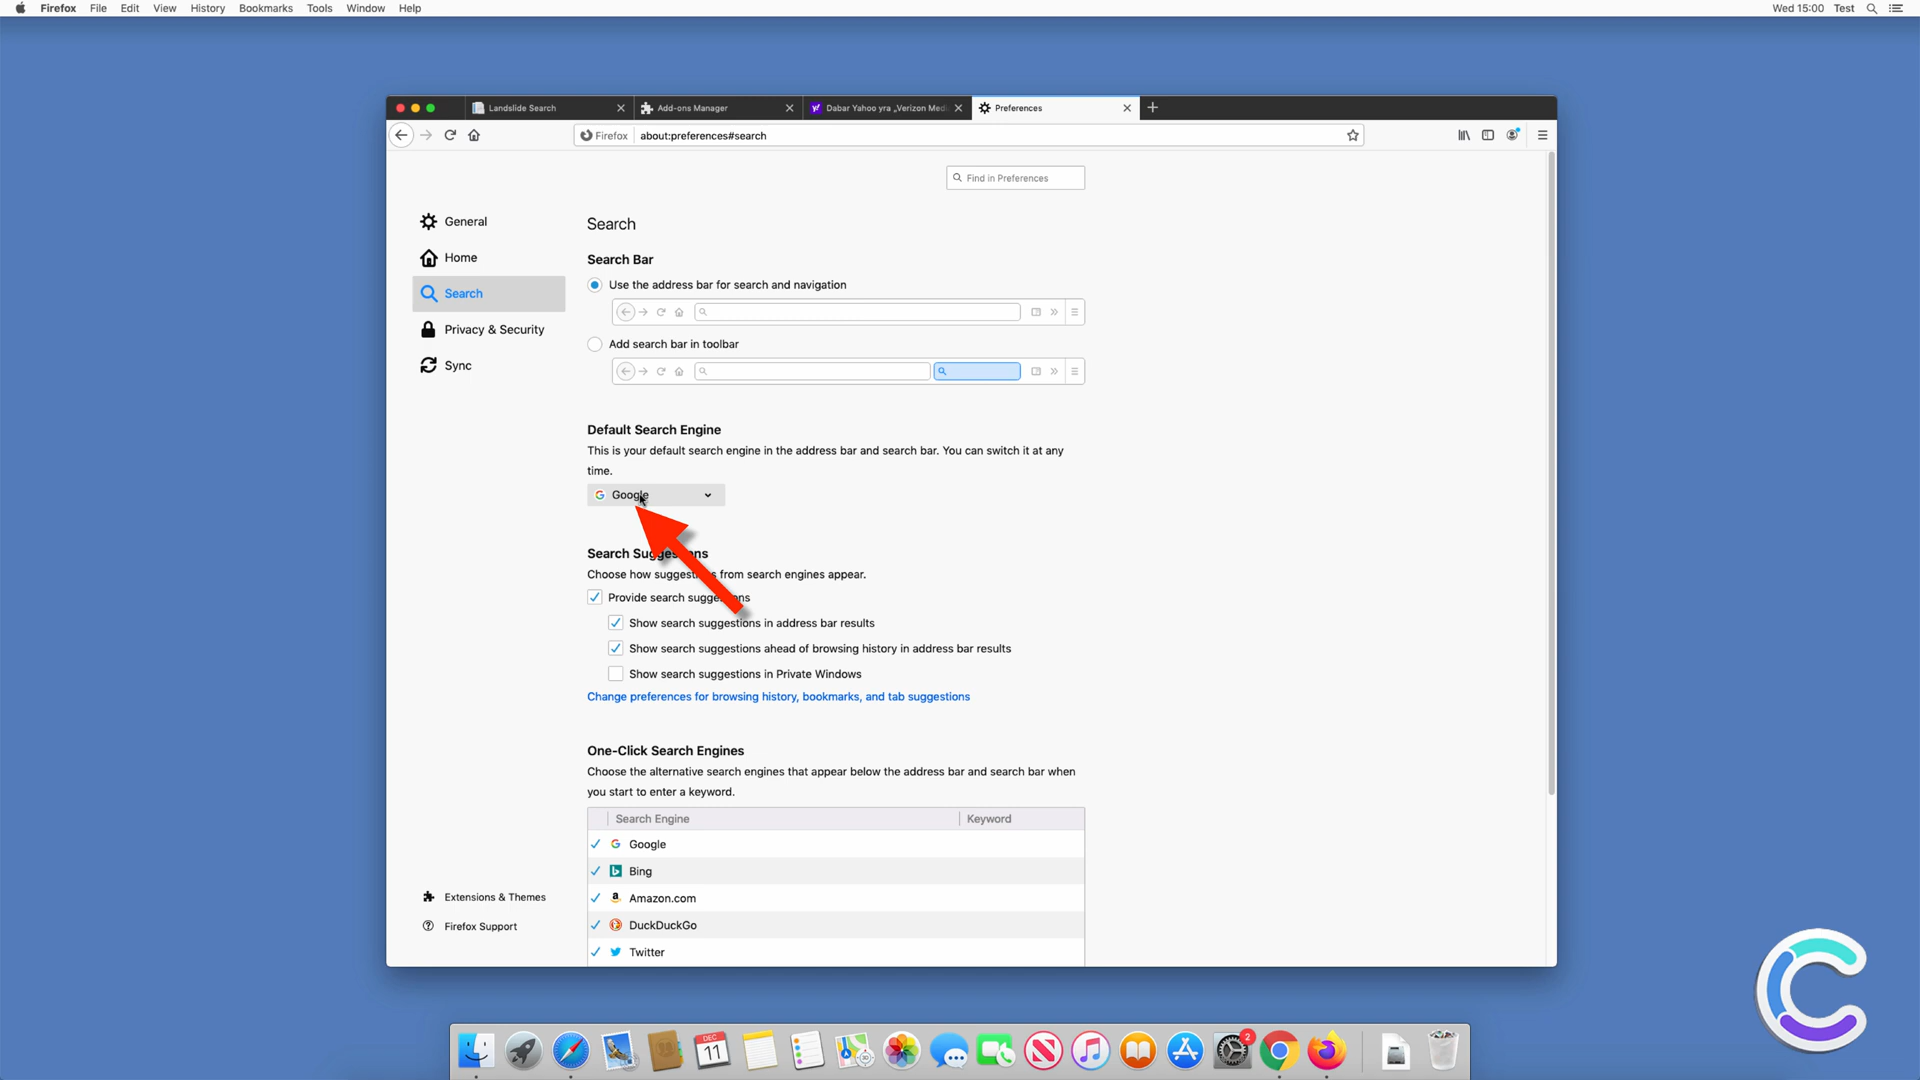 Firefox File Edit View History Bookmarks Tools Window Help
Wed 15:00 Test
Landslide Search
Add-ons Manager
Dabar Yahoo yra „Verizon Medi
Preferences
Firefox
about:preferences#search
Find in Preferences
General
Home
Search
Privacy & Security
Sync
Extensions & Themes
Firefox Support
Search
Search Bar
Use the address bar for search and navigation
Add search bar in toolbar
Default Search Engine
This is your default search engine in the address bar and search bar. You can switch it at any
time.
Google
Search Suggestions
Choose how suggestions from search engines appear.
Provide search suggestions
Show search suggestions in address bar results
Show search suggestions ahead of browsing history in address bar results
Show search suggestions in Private Windows
Change preferences for browsing history, bookmarks, and tab suggestions
One-Click Search Engines
Choose the alternative search engines that appear below the address bar and search bar when
you start to enter a keyword.
Search Engine Keyword
Google
Bing
Amazon.com
DuckDuckGo
Twitter
DEC
11
2